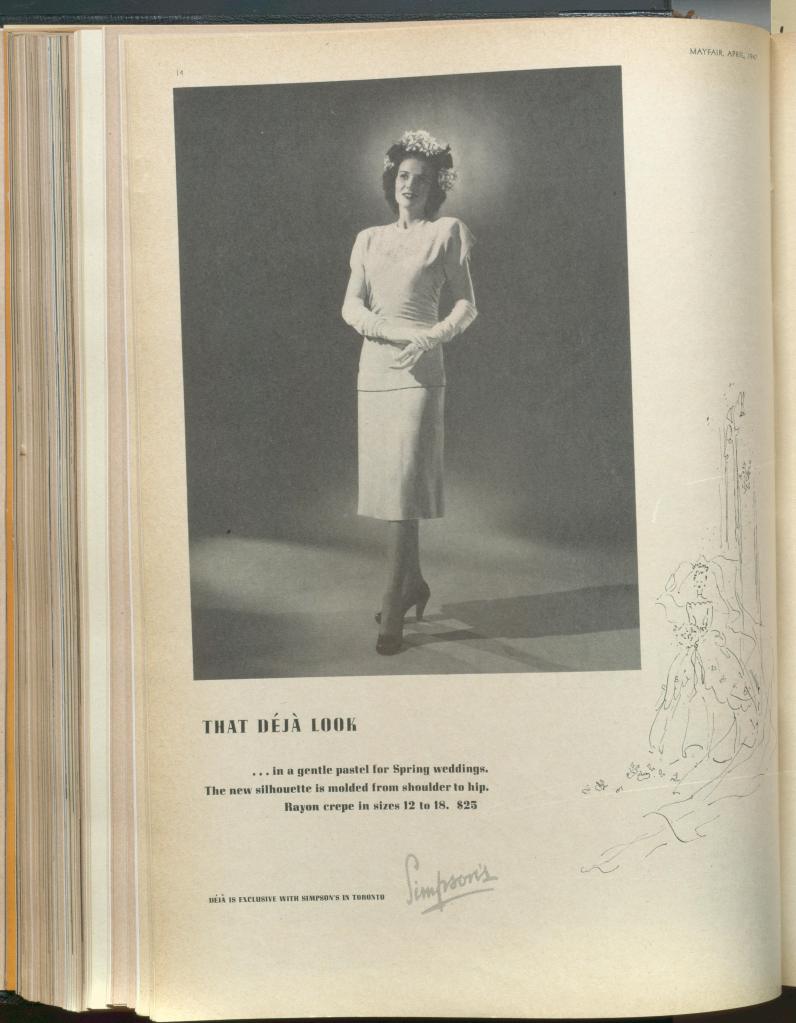 14
MAYFAIR, APRIL,
THAT DÉJÀ LOOK
... in a gentle pastel for Spring weddings.
The new silhouette is molded from shoulder to hip.
Rayon crepe in sizes 12 to 18. $25
DÉJÀ IS EXCLUSIVE WITH SIMPSON'S IN TORONTO
Simpson's